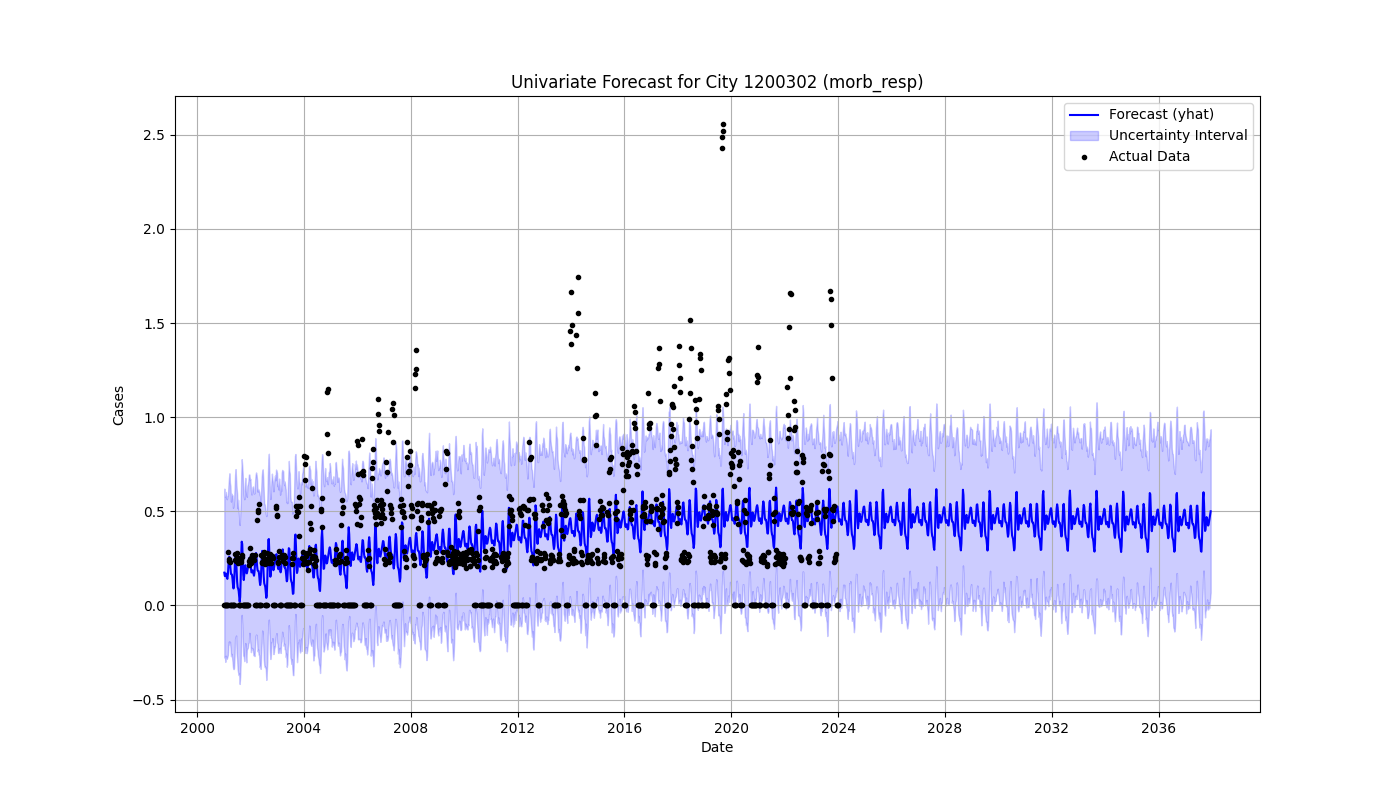 Univariate Forecast for City 1200302 (morb_resp)
Forecast (yhat)
Uncertainty Interval
Actual Data
Cases
2.5
2.0
1.5
1.0
0.5
0.0
−0.5
2000 2004 2008 2012 2016 2020 2024 2028 2032 2036
Date